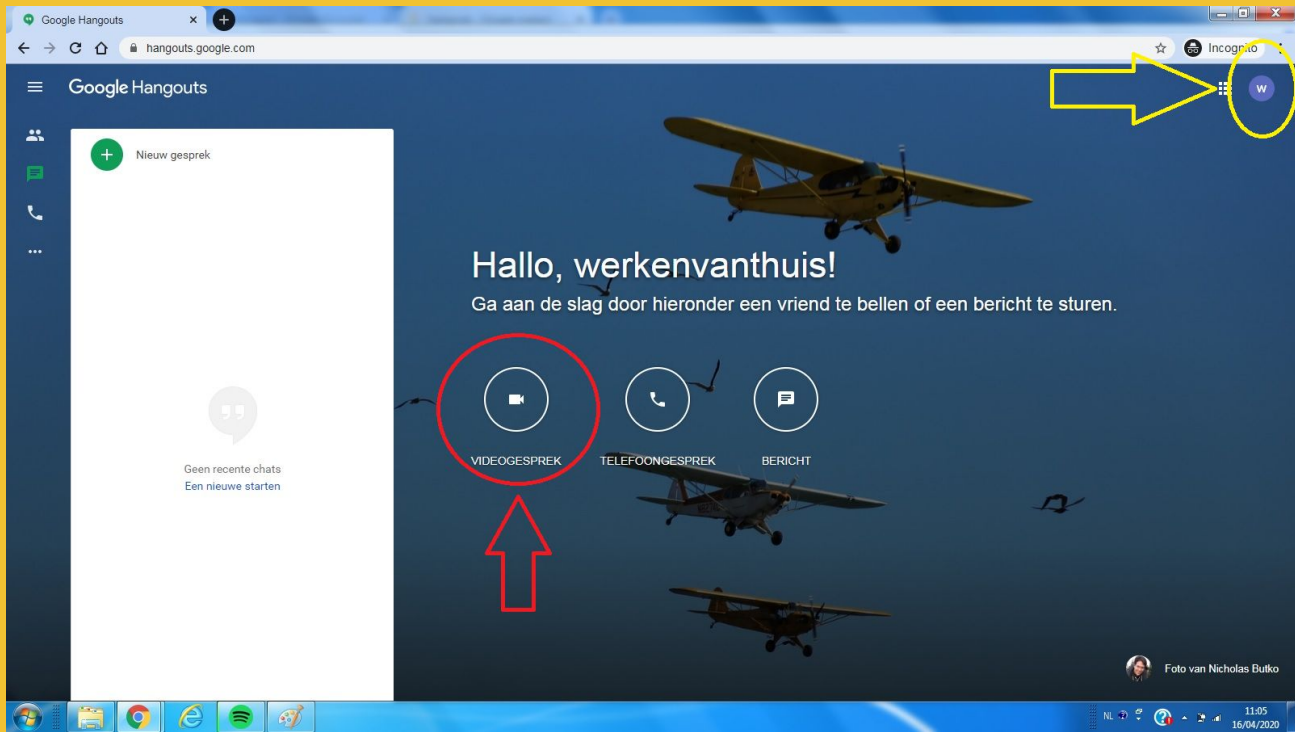 Google Hangouts
hangouts.google.com
Incognito
Google Hangouts
W
Nieuw gesprek
Hallo, werkenvanthuis!
Ga aan de slag door hieronder een vriend te bellen of een bericht te sturen.
VIDEOGESPREK
TELEFOONGESPREK
BERICHT
Geen recente chats
Een nieuwe starten
Foto van Nicholas Butko
NL
11:05
16/04/2020